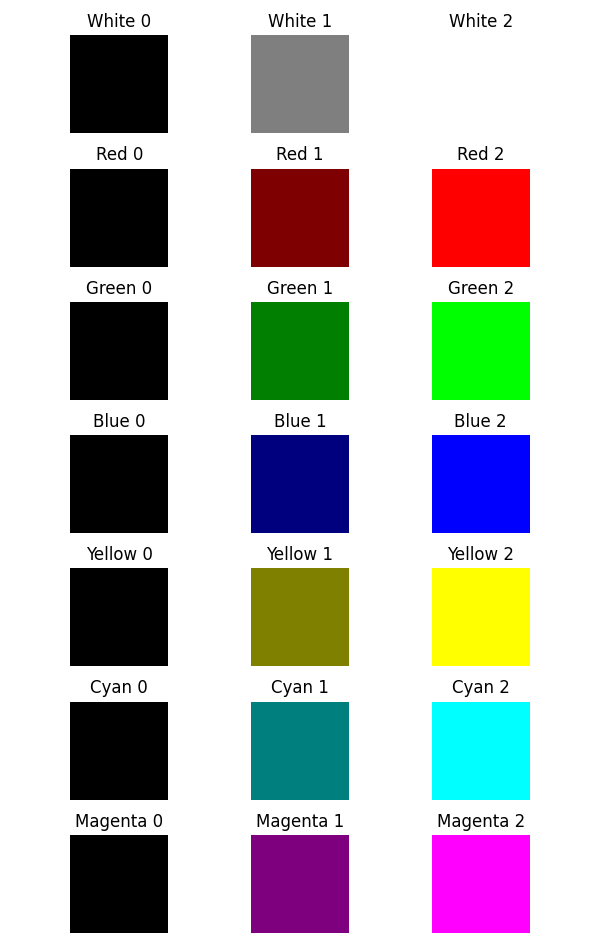 White 0 White 1 White 2
Red 0 Red 1 Red 2
Green 0 Green 1 Green 2
Blue 0 Blue 1 Blue 2
Yellow 0 Yellow 1 Yellow 2
Cyan 0 Cyan 1 Cyan 2
Magenta 0 Magenta 1 Magenta 2